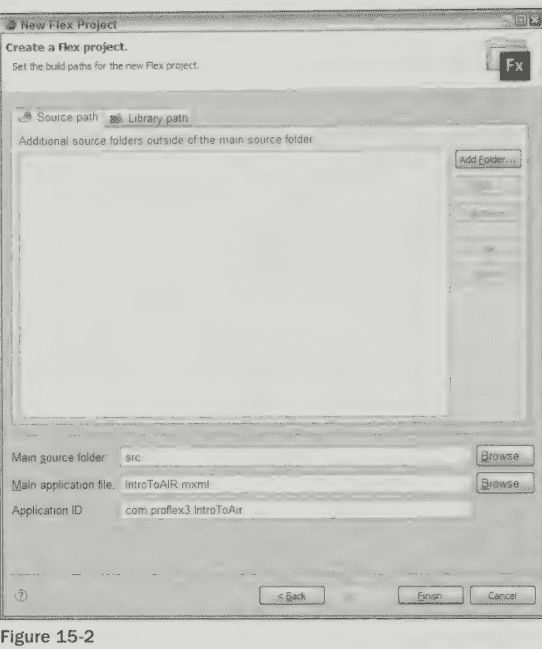 New Flex Project
Create a Flex project.
Set the build paths for the new Flex project.
Fx
Source path Library path
Additional source folders outside of the main source folder
Add Folder...
Main source folder src Browse
Main application file. IntroToAIR mxml Browse
Application ID com proflex3 IntroToAir
?
< Back Finish Cancel
Figure 15-2